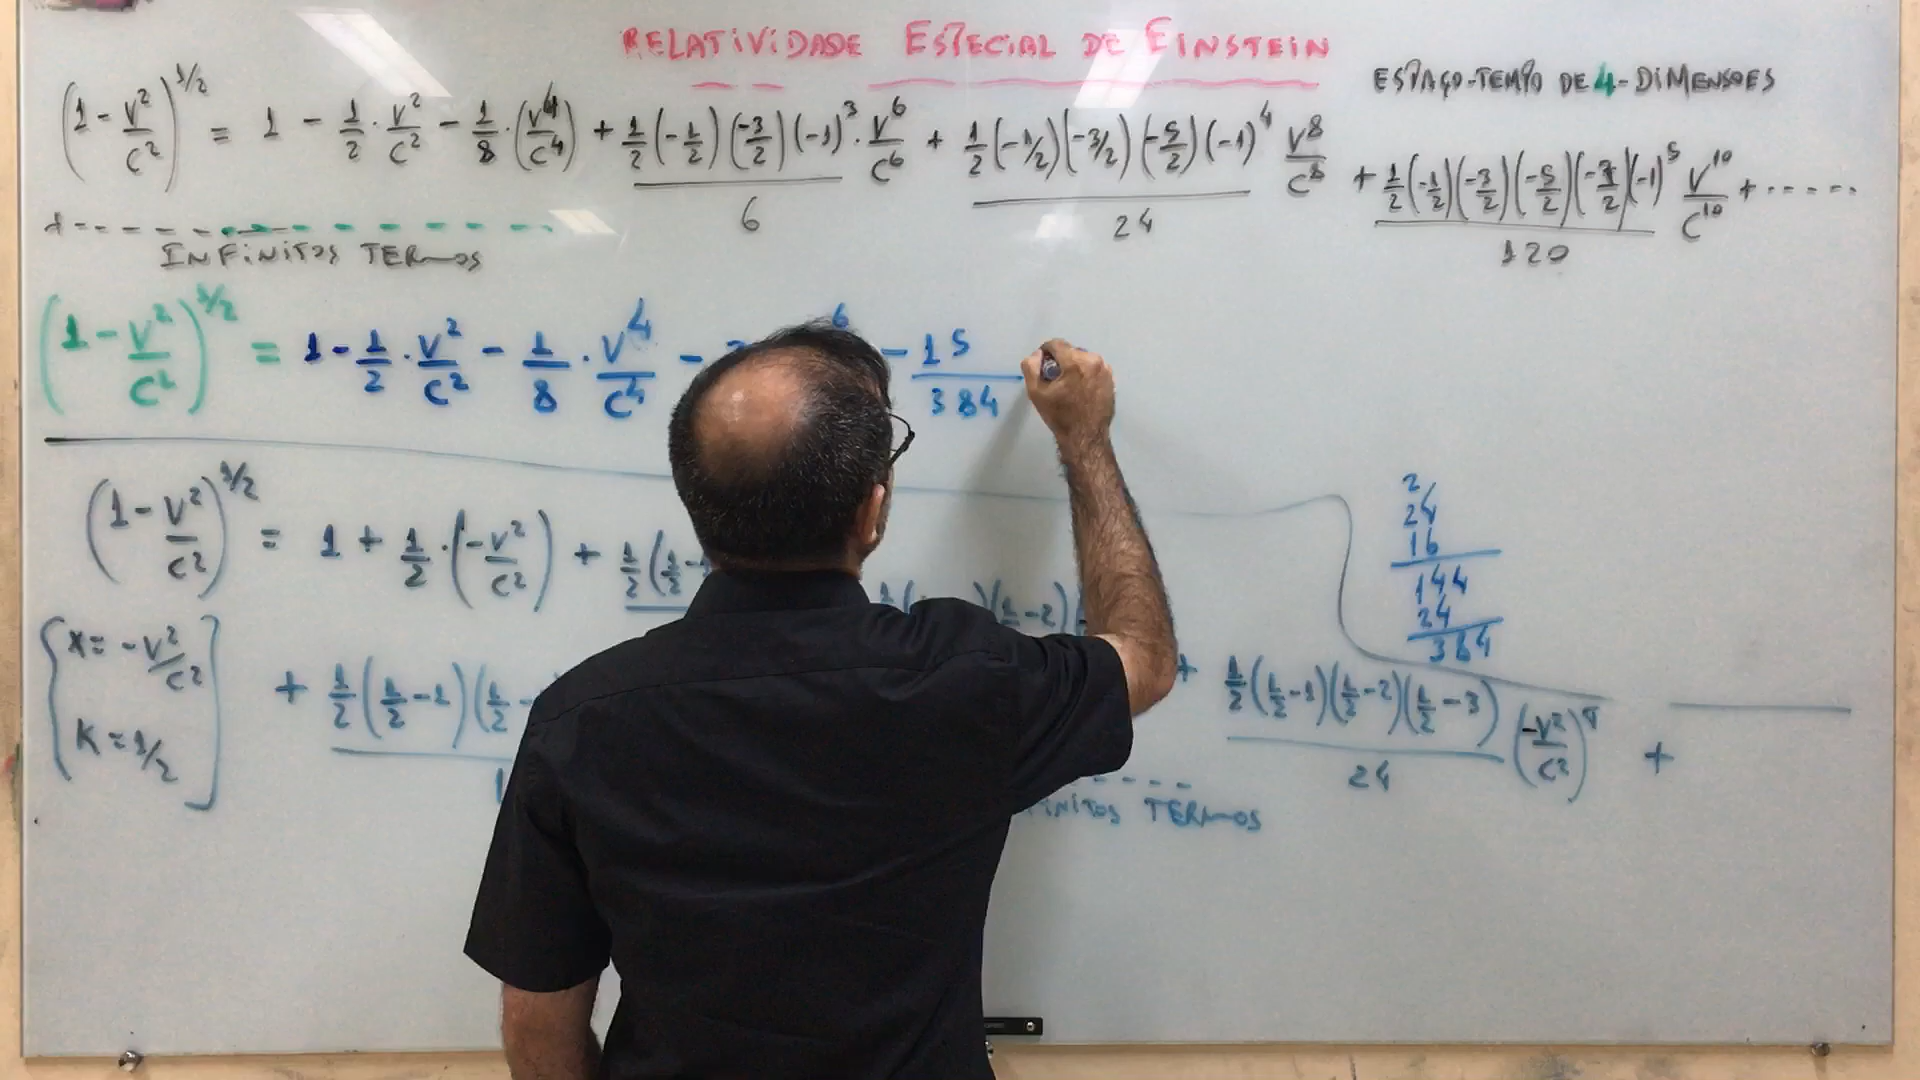 RELATIVIDADE ESPECIAL DE EINSTEIN
ESPAÇO-TEMPO DE 4-DIMENSOES
(1 - v²/c²)^1/2 = 1 - 1/2 · v²/c² - 1/8 · (v⁴/c⁴) + 1/2(-1/2)(-3/2)(-1)³/6 · v⁶/c⁶ + 1/2(-1/2)(-3/2)(-5/2)(-1)⁴/24 v⁸/c⁸ + 1/2(-1/2)(-3/2)(-5/2)(-7/2)(-1)⁵/120 v¹⁰/c¹⁰ + .....
+ - - - - - - - - - -
INFINITOS TERMOS
(1 - v²/c²)^1/2 = 1 - 1/2 · v²/c² - 1/8 · v⁴/c⁴ - 6 - 15/384
2
24
16
144
24
384
(1 - v²/c²)^1/2 = 1 + 1/2 · (-v²/c²) + 1/2(1/2 -
(1/2 - 2)
x = -v²/c²
K = 1/2
+ 1/2(1/2 - 1)(1/2 -
+ 1/2(1/2 - 1)(1/2 - 2)(1/2 - 3)/24 (-v²/c²)⁴ +
- - - -
TERMOS